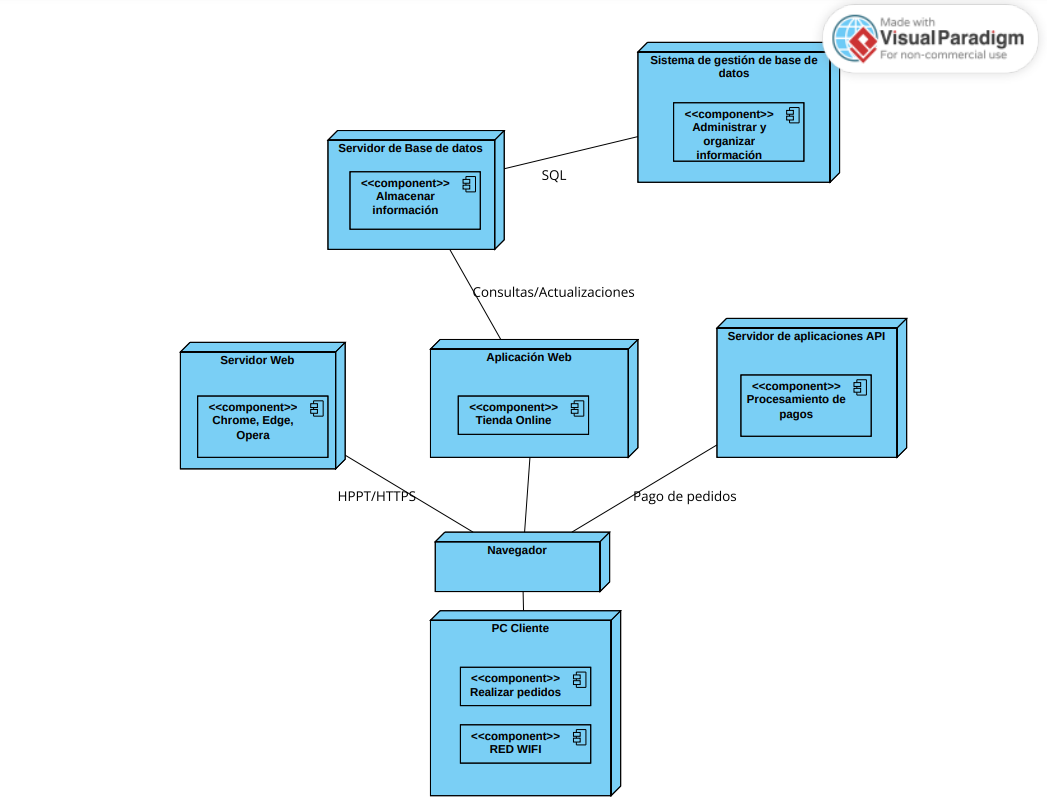 Made with
VisualParadigm
For non-commercial use
Sistema de gestión de base de
datos
<<component>>
Administrar y
organizar
información
Servidor de Base de datos
<<component>>
Almacenar
información
SQL
Consultas/Actualizaciones
Servidor de aplicaciones API
<<component>>
Procesamiento de
pagos
Servidor Web
<<component>>
Chrome, Edge,
Opera
Aplicación Web
<<component>>
Tienda Online
HPPT/HTTPS
Pago de pedidos
Navegador
PC Cliente
<<component>>
Realizar pedidos
<<component>>
RED WIFI